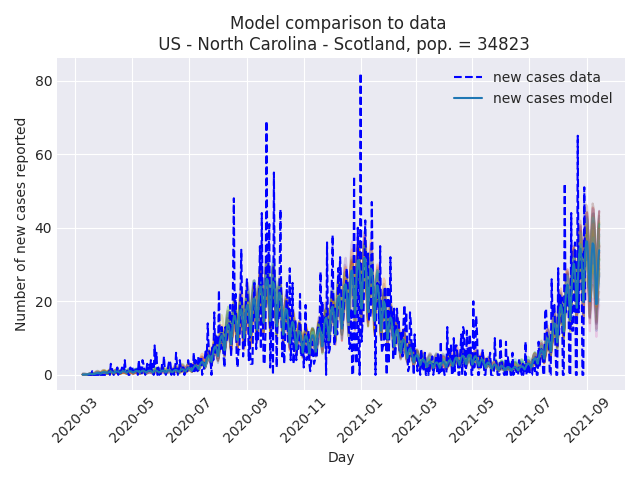 Model comparison to data
US - North Carolina - Scotland, pop. = 34823
new cases data
new cases model
Number of new cases reported
80
60
40
20
0
2020-03
2020-05
2020-07
2020-09
2020-11
2021-01
2021-03
2021-05
2021-07
2021-09
Day